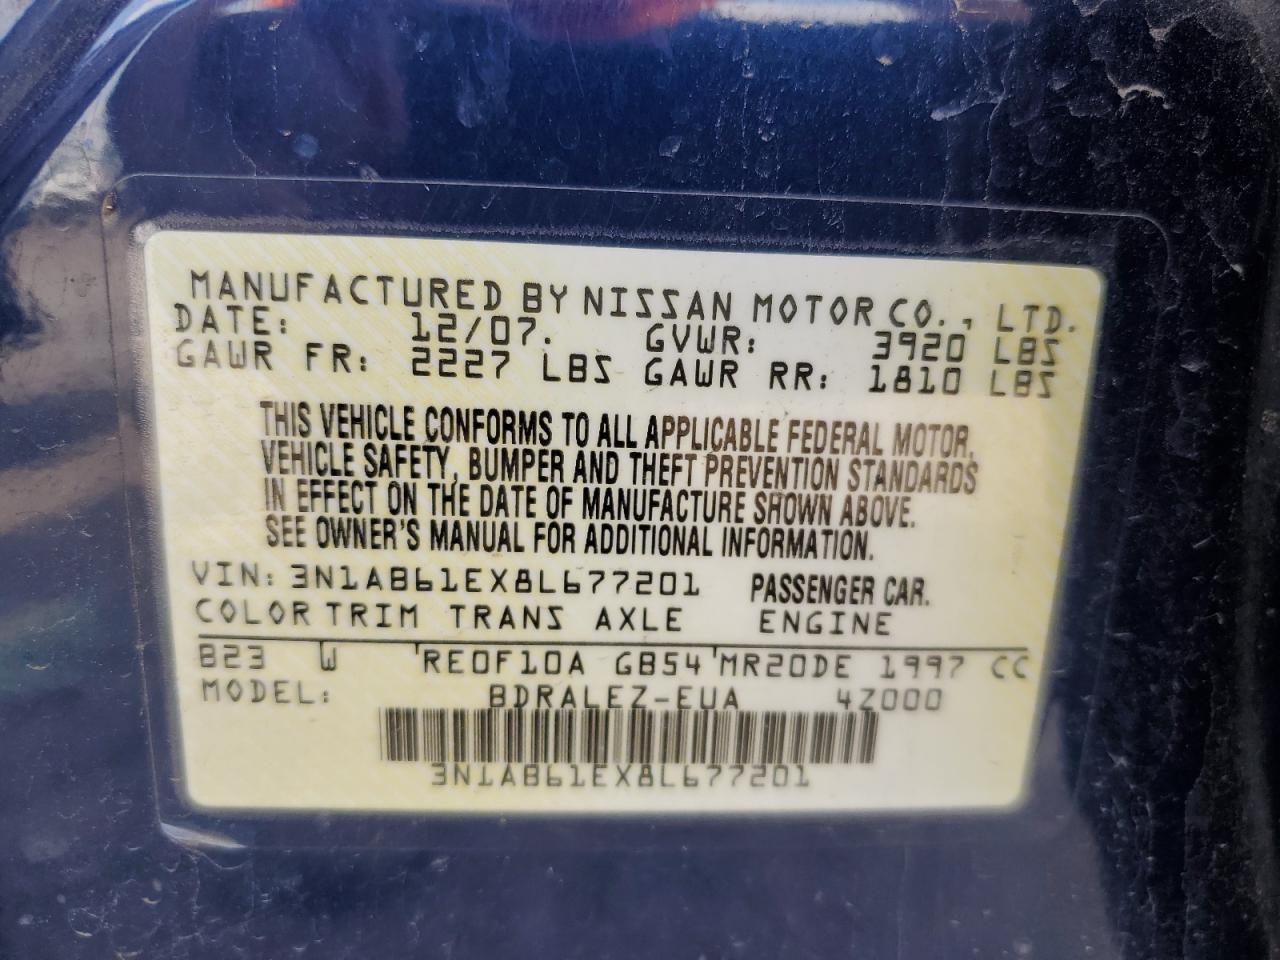 MANUFACTURED BY NISSAN MOTOR CO., LTD.
DATE: 12/07. GVWR: 3920 LBS
GAWR FR: 2227 LBS GAWR RR: 1810 LBS
THIS VEHICLE CONFORMS TO ALL APPLICABLE FEDERAL MOTOR
VEHICLE SAFETY, BUMPER AND THEFT PREVENTION STANDARDS
IN EFFECT ON THE DATE OF MANUFACTURE SHOWN ABOVE.
SEE OWNER'S MANUAL FOR ADDITIONAL INFORMATION.
VIN: 3N1AB61EX8L677201 PASSENGER CAR.
COLOR TRIM TRANS AXLE ENGINE
B23 W 'RE0F10A GB54 'MR20DE 1997 CC
MODEL: BDRALEZ-EUA 4Z000
3N1AB61EX8L677201